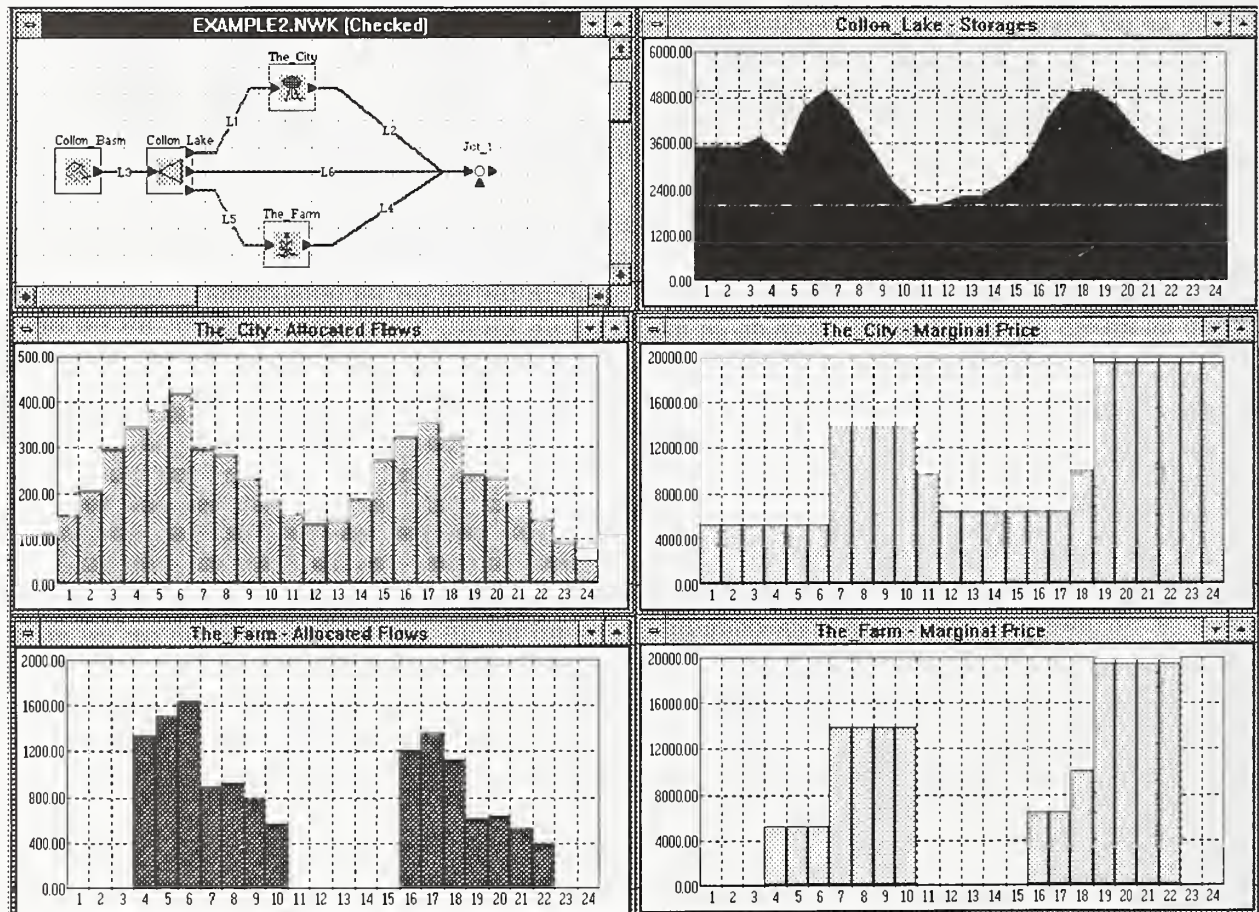 EXAMPLE2.NWK (Checked)
The_City
Collon_Basin
Collon_Lake
L1
L2
L3
L6
Jct_1
L5
L4
The_Farm
Collon_Lake - Storages
6000.00
4800.00
3600.00
2400.00
1200.00
0.00
1 2 3 4 5 6 7 8 9 10 11 12 13 14 15 16 17 18 19 20 21 22 23 24
The_City - Allocated Flows
500.00
400.00
300.00
200.00
100.00
0.00
1 2 3 4 5 6 7 8 9 10 11 12 13 14 15 16 17 18 19 20 21 22 23 24
The_City - Marginal Price
20000.00
16000.00
12000.00
8000.00
4000.00
0.00
1 2 3 4 5 6 7 8 9 10 11 12 13 14 15 16 17 18 19 20 21 22 23 24
The_Farm - Allocated Flows
2000.00
1600.00
1200.00
800.00
400.00
0.00
1 2 3 4 5 6 7 8 9 10 11 12 13 14 15 16 17 18 19 20 21 22 23 24
The_Farm - Marginal Price
20000.00
16000.00
12000.00
8000.00
4000.00
0.00
1 2 3 4 5 6 7 8 9 10 11 12 13 14 15 16 17 18 19 20 21 22 23 24